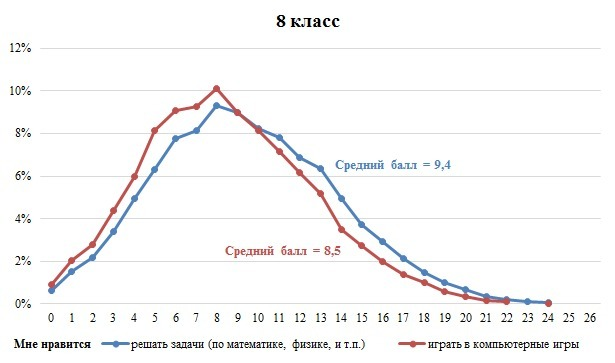 8 класс
12%
10%
8%
6%
4%
2%
0%
Средний балл = 9,4
Средний балл = 8,5
0 1 2 3 4 5 6 7 8 9 10 11 12 13 14 15 16 17 18 19 20 21 22 23 24 25 26
Мне нравится решать задачи (по математике, физике, и т.п.) играть в компьютерные игры